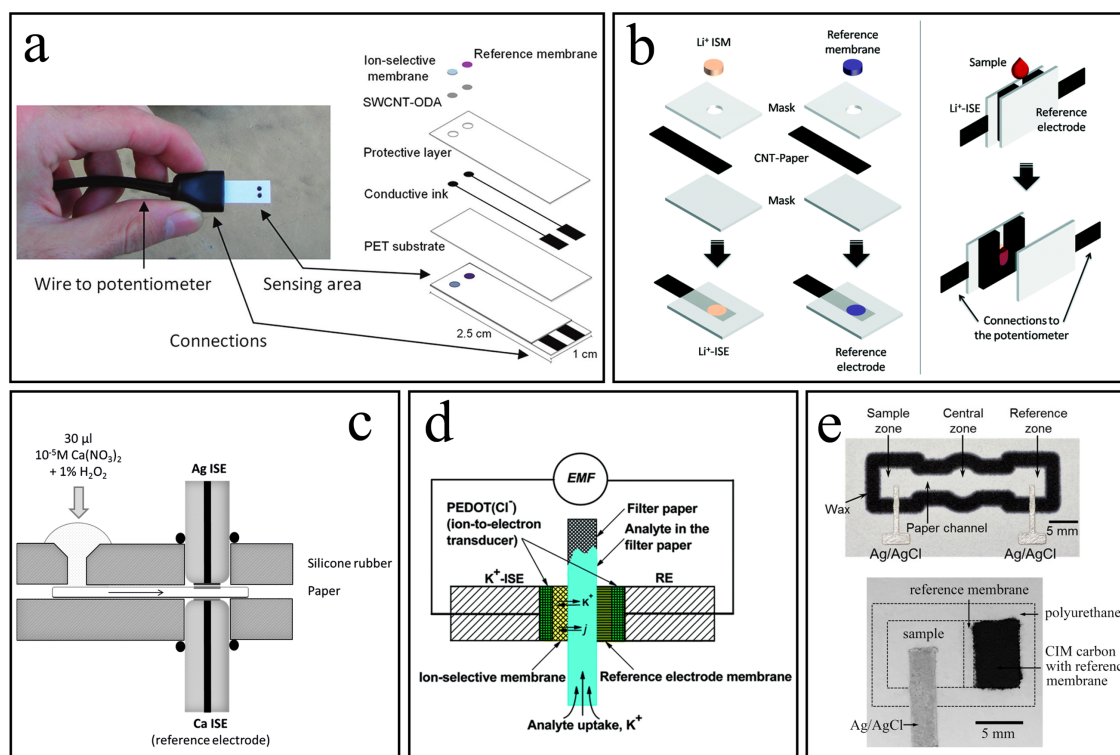 a
Ion-selective
membrane
Reference membrane
SWCNT-ODA
Protective layer
Conductive ink
PET substrate
Wire to potentiometer
Sensing area
Connections
2.5 cm
1 cm
b
Li⁺ ISM
Reference
membrane
Mask
CNT-Paper
Mask
Li⁺-ISE
Reference
electrode
Sample
Li⁺-ISE
Reference
electrode
Connections to
the potentiometer
c
30 µl
10⁻⁵M Ca(NO₃)₂
+ 1% H₂O₂
Ag ISE
Silicone rubber
Paper
Ca ISE
(reference electrode)
d
EMF
PEDOT(Cl⁻)
(ion-to-electron
transducer)
Filter paper
Analyte in the
filter paper
K⁺-ISE
RE
K⁺
j
Ion-selective membrane
Reference electrode membrane
Analyte uptake, K⁺
e
Sample
zone
Central
zone
Reference
zone
Wax
Paper channel
5 mm
Ag/AgCl
Ag/AgCl
reference membrane
polyurethane
sample
CIM carbon
with referenc
membrane
Ag/AgCl
5 mm